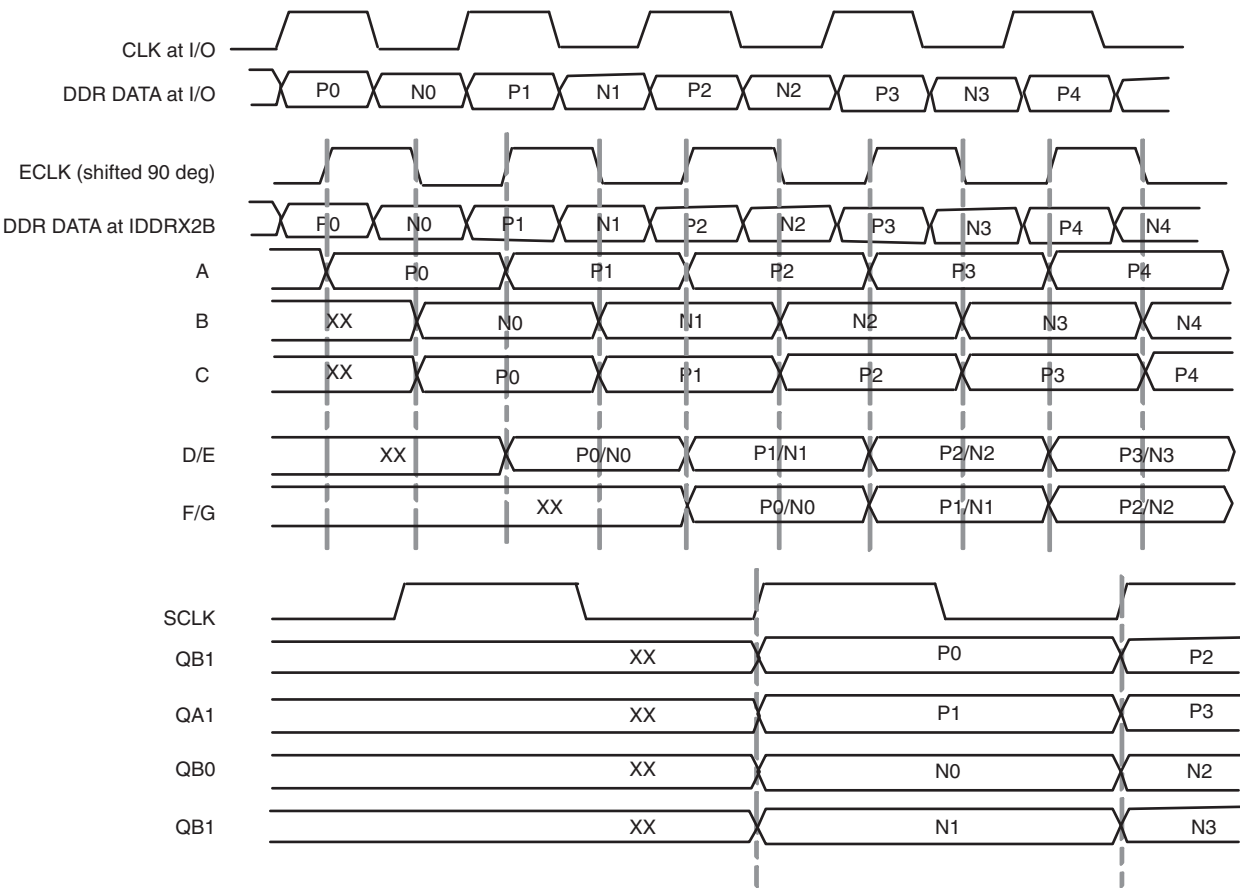 CLK at I/O
DDR DATA at I/O P0 N0 P1 N1 P2 N2 P3 N3 P4
ECLK (shifted 90 deg)
DDR DATA at IDDRX2B P0 N0 P1 N1 P2 N2 P3 N3 P4 N4
A P0 P1 P2 P3 P4
B XX N0 N1 N2 N3 N4
C XX P0 P1 P2 P3 P4
D/E XX P0/N0 P1/N1 P2/N2 P3/N3
F/G XX P0/N0 P1/N1 P2/N2
SCLK
QB1 XX P0 P2
QA1 XX P1 P3
QB0 XX N0 N2
QB1 XX N1 N3